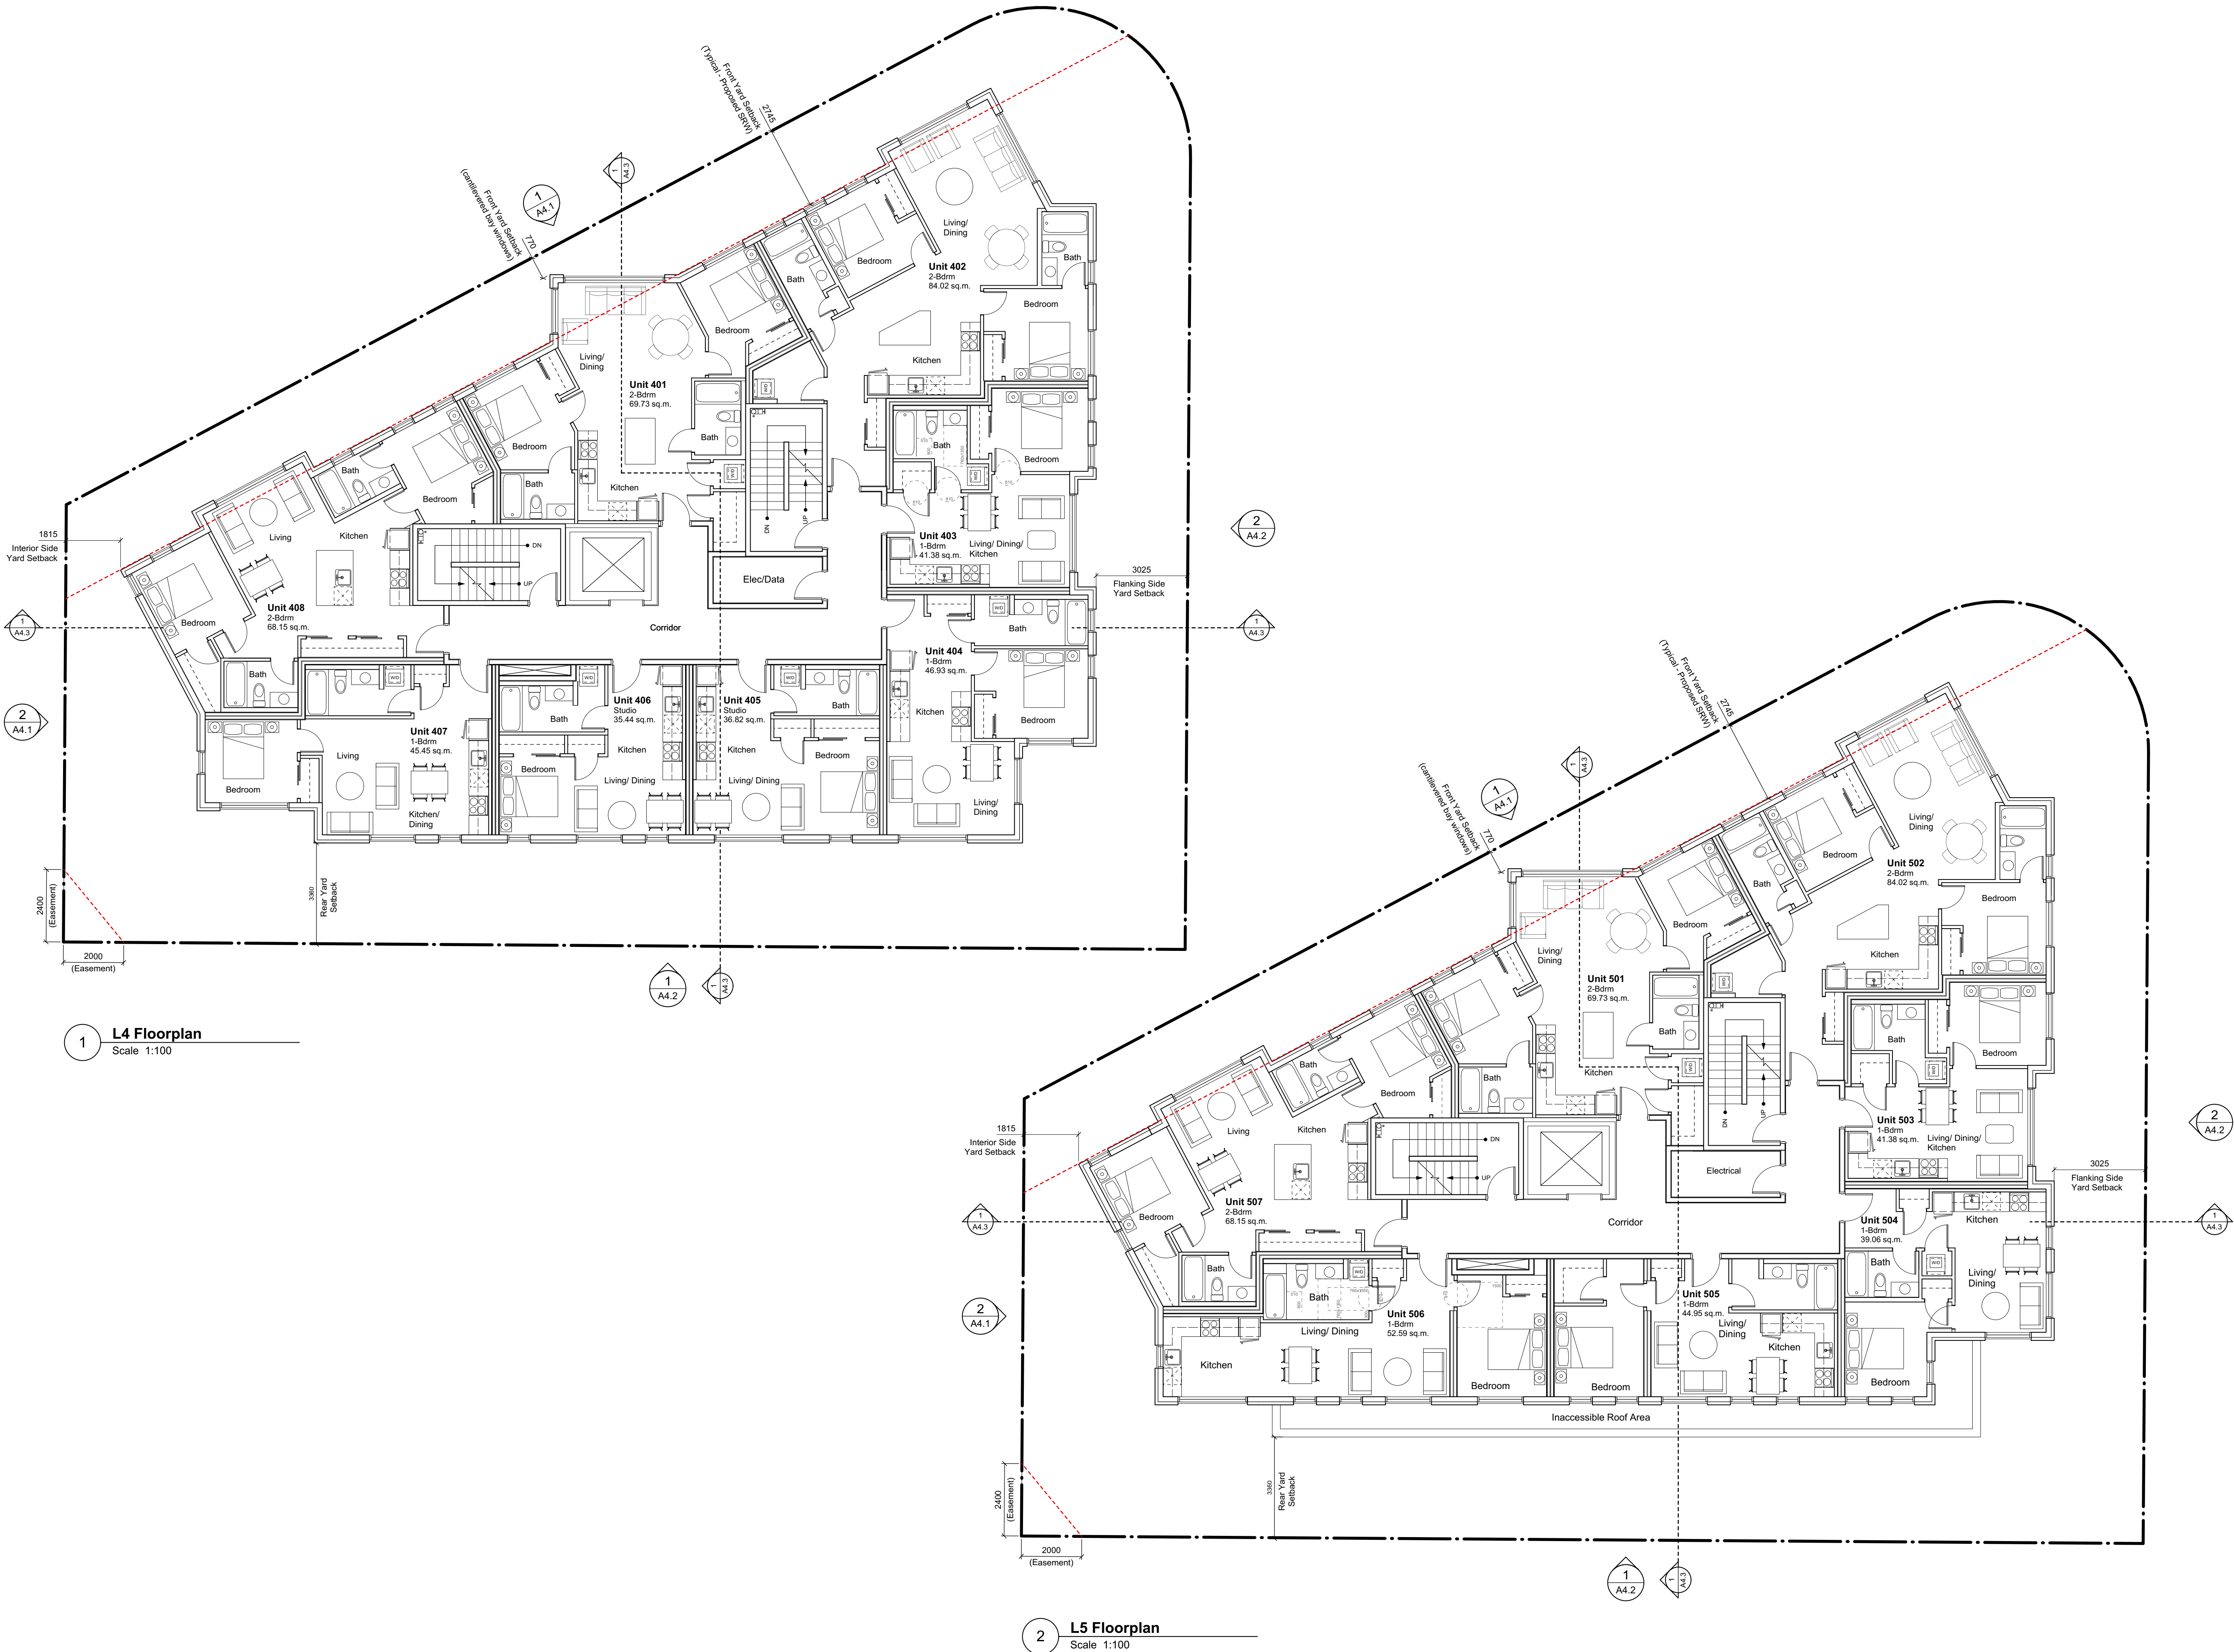 Front Yard Setback
(Typical - Proposed SRW)
2745
Front Yard Setback
(cantilevered bay windows)
770
1
A4.1
1
A4.3
Living/
Dining
Bath
Bedroom
Bath
Unit 402
2-Bdrm
84.02 sq.m.
Bedroom
Bedroom
Kitchen
Living/
Dining
Unit 401
2-Bdrm
69.73 sq.m.
W/D
Bath
Bedroom
Bath
Kitchen
W/D
DN
UP
Bath
W/D
Bedroom
810
810
810
Unit 403
1-Bdrm
41.38 sq.m.
Living/ Dining/
Kitchen
2
A4.2
3025
Flanking Side
Yard Setback
1
A4.3
Bath
Bedroom
Living
Kitchen
DN
UP
Elec/Data
1815
Interior Side
Yard Setback
1
A4.3
Bedroom
Unit 408
2-Bdrm
68.15 sq.m.
Corridor
W/D
Bath
Unit 404
1-Bdrm
46.93 sq.m.
Bedroom
Kitchen
Living/
Dining
Bath
W/D
2
A4.1
Bedroom
Living
Unit 407
1-Bdrm
45.45 sq.m.
Kitchen/
Dining
W/D
Bath
Unit 406
Studio
35.44 sq.m.
Kitchen
Bedroom
Living/ Dining
Unit 405
Studio
36.82 sq.m.
W/D
Bath
Kitchen
Bedroom
Living/ Dining
2400
(Easement)
2000
(Easement)
3360
Rear Yard
Setback
1
A4.2
1
A4.3
1
L4 Floorplan
Scale 1:100
Front Yard Setback
(Typical - Proposed SRW)
2745
Front Yard Setback
(cantilevered bay windows)
770
1
A4.1
1
A4.3
Living/
Dining
Bath
Bedroom
Bath
Unit 502
2-Bdrm
84.02 sq.m.
Bedroom
Bedroom
Kitchen
Living/
Dining
Unit 501
2-Bdrm
69.73 sq.m.
W/D
Bath
Bath
Kitchen
W/D
DN
UP
Bath
W/D
Bedroom
Unit 503
1-Bdrm
41.38 sq.m.
Living/ Dining/
Kitchen
2
A4.2
3025
Flanking Side
Yard Setback
1
A4.3
Bath
Bedroom
Living
Kitchen
DN
UP
Electrical
1815
Interior Side
Yard Setback
1
A4.3
Bedroom
Unit 507
2-Bdrm
68.15 sq.m.
Corridor
Unit 504
1-Bdrm
39.06 sq.m.
Kitchen
Bath
W/D
Living/
Dining
Bedroom
Bath
2
A4.1
Kitchen
Bath
W/D
Living/ Dining
Unit 506
1-Bdrm
52.59 sq.m.
1500
Bedroom
Bedroom
Unit 505
1-Bdrm
44.95 sq.m.
Living/
Dining
Bath
Kitchen
Inaccessible Roof Area
2400
(Easement)
2000
(Easement)
3360
Rear Yard
Setback
1
A4.2
1
A4.3
2
L5 Floorplan
Scale 1:100